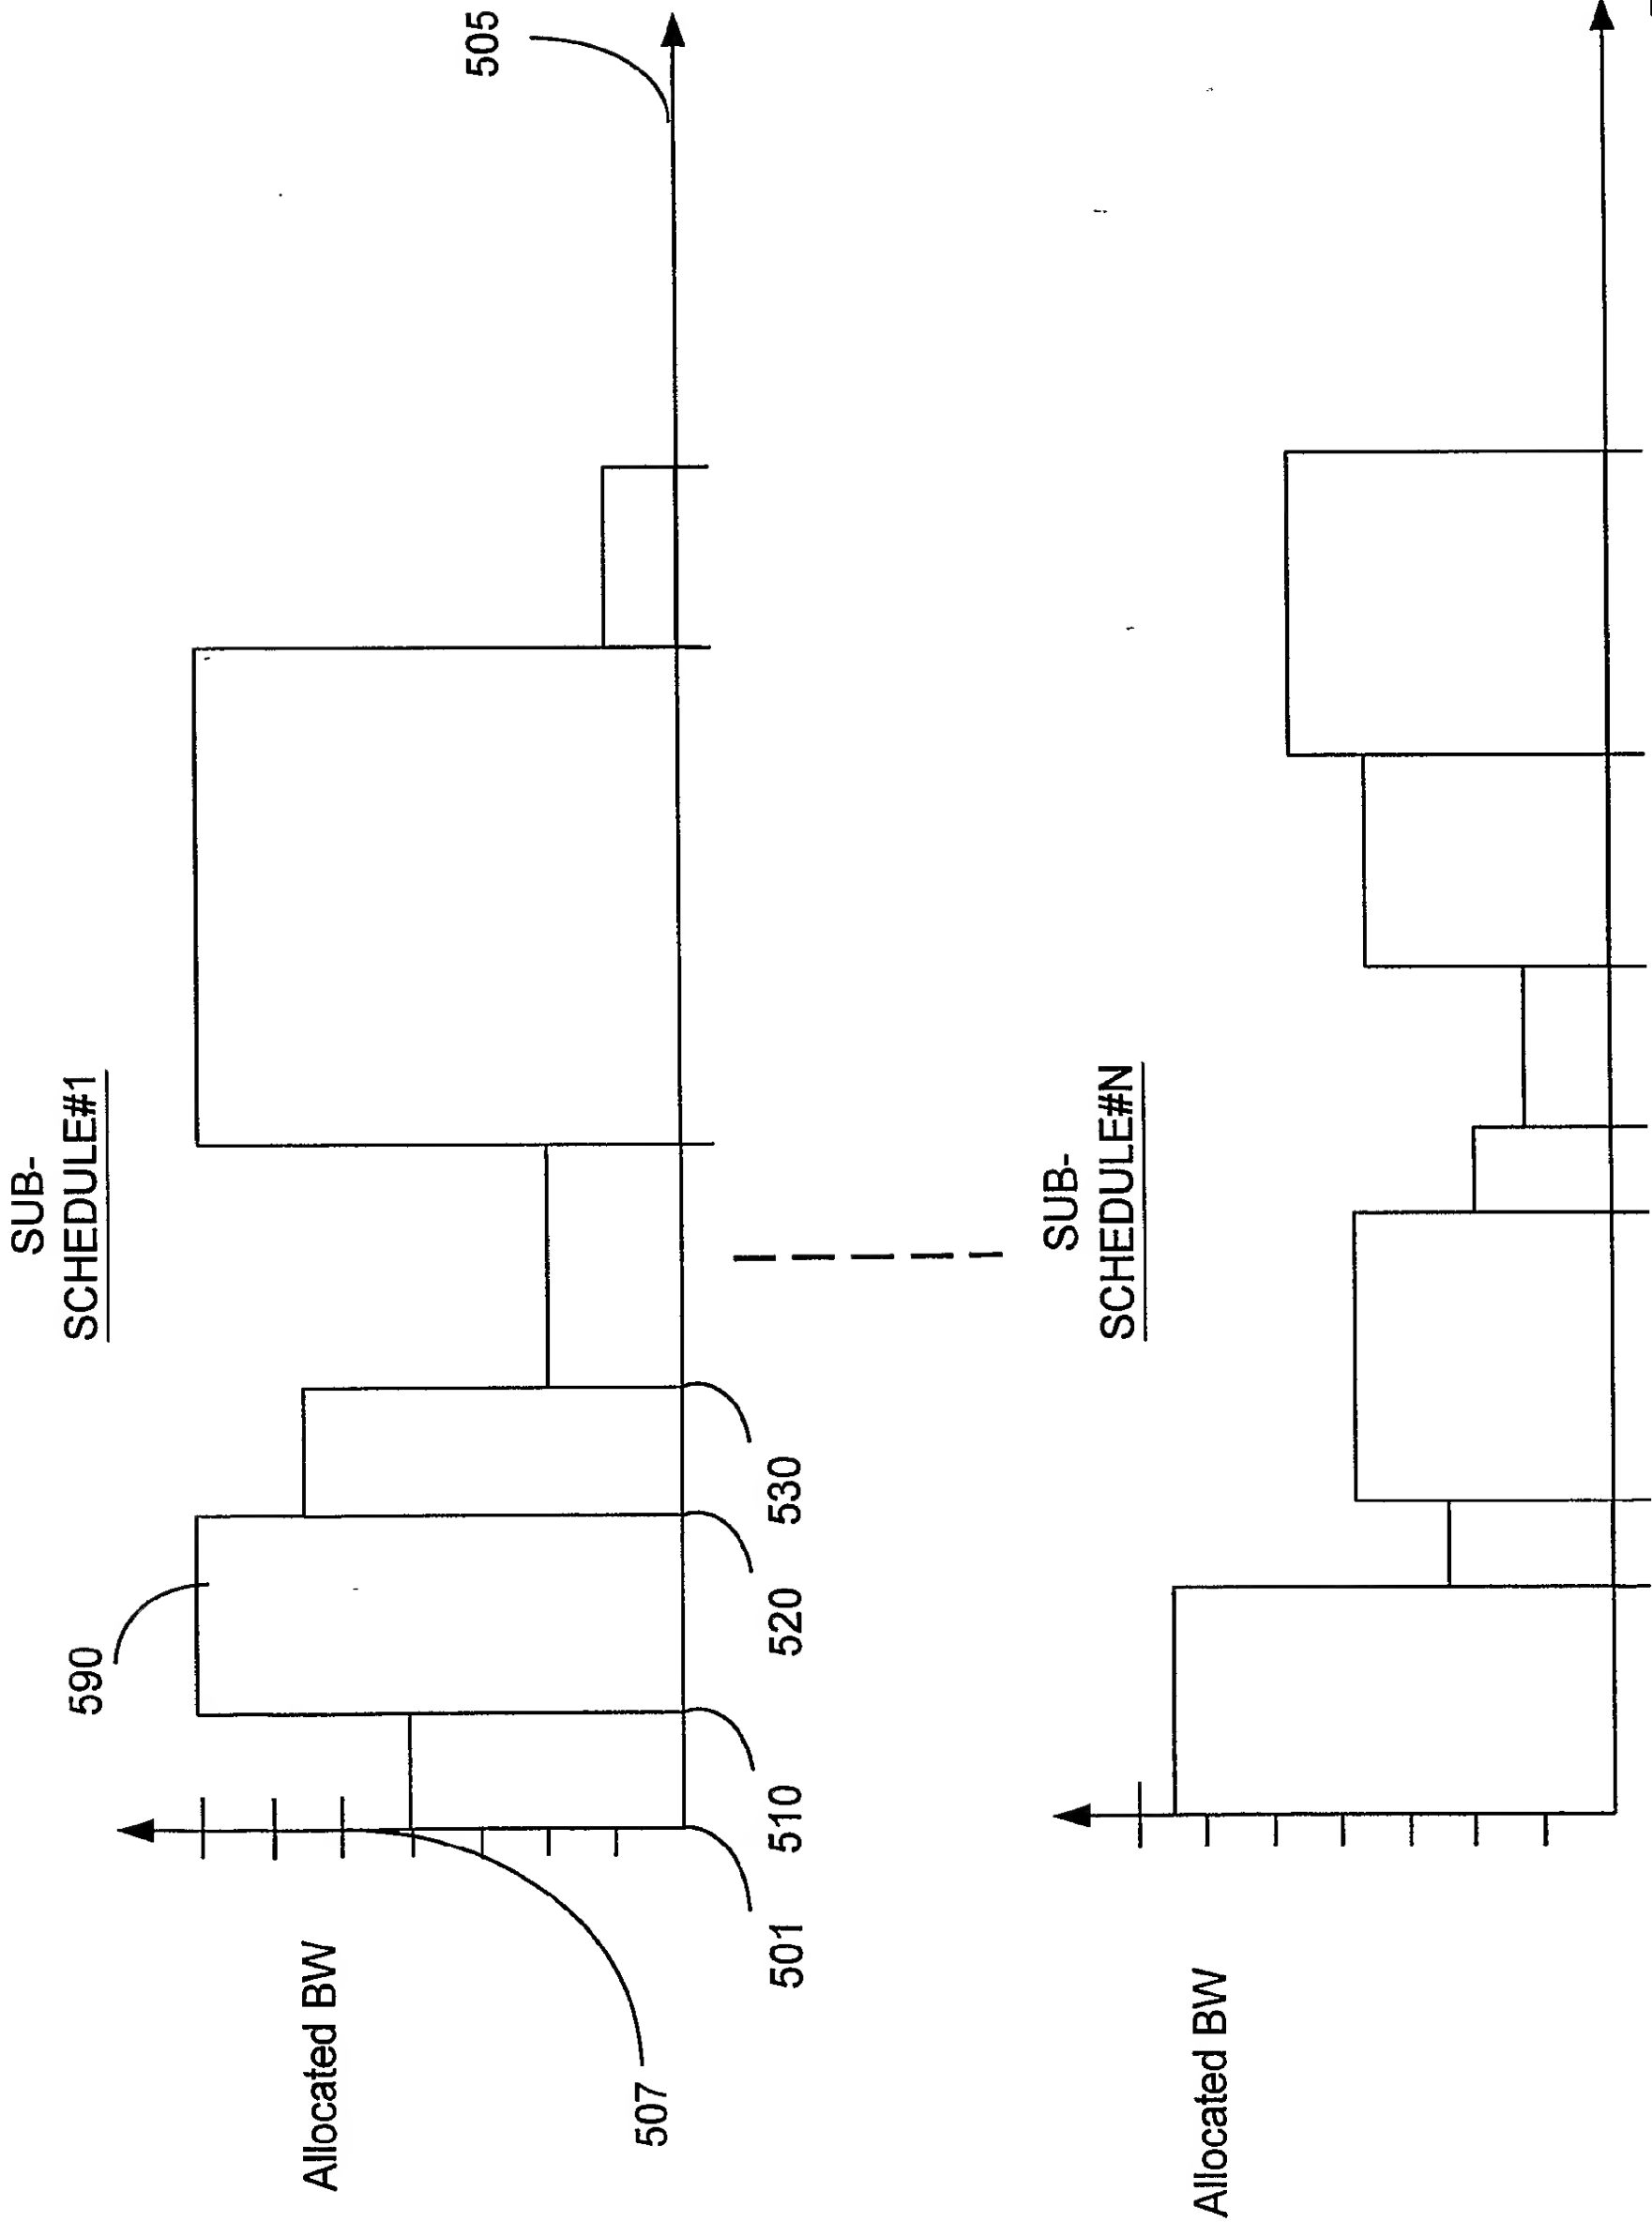 SUB-
SCHEDULE#1
590
505
Allocated BW
507
501
510
520
530
SUB-
SCHEDULE#N
Allocated BW